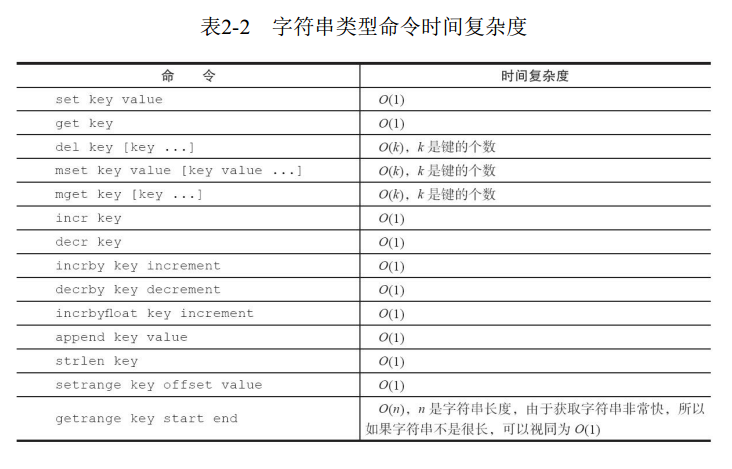 表2-2 字符串类型命令时间复杂度
命 令 时间复杂度
set key value O(1)
get key O(1)
del key [key ...] O(k)，k 是键的个数
mset key value [key value ...] O(k)，k 是键的个数
mget key [key ...] O(k)，k 是键的个数
incr key O(1)
decr key O(1)
incrby key increment O(1)
decrby key decrement O(1)
incrbyfloat key increment O(1)
append key value O(1)
strlen key O(1)
setrange key offset value O(1)
getrange key start end O(n)，n 是字符串长度，由于获取字符串非常快，所以
如果字符串不是很长，可以视同为 O(1)